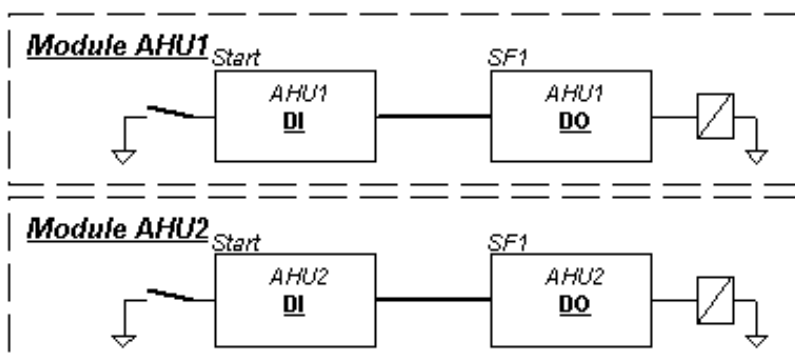 Module AHU1
Start
SF1
AHU1
DI
AHU1
DO
Module AHU2
Start
SF1
AHU2
DI
AHU2
DO